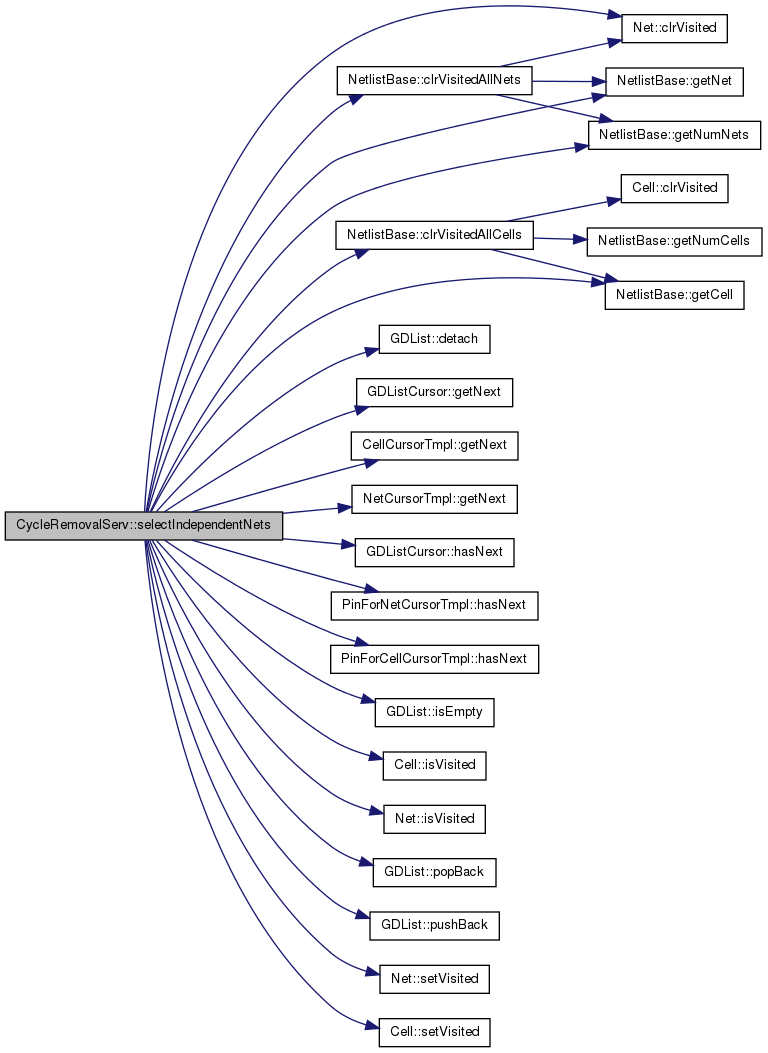 Net::clrVisited
NetlistBase::clrVisitedAllNets
NetlistBase::getNet
NetlistBase::getNumNets
Cell::clrVisited
NetlistBase::clrVisitedAllCells
NetlistBase::getNumCells
NetlistBase::getCell
GDList::detach
GDListCursor::getNext
CellCursorTmpl::getNext
NetCursorTmpl::getNext
CycleRemovalServ::selectIndependentNets
GDListCursor::hasNext
PinForNetCursorTmpl::hasNext
PinForCellCursorTmpl::hasNext
GDList::isEmpty
Cell::isVisited
Net::isVisited
GDList::popBack
GDList::pushBack
Net::setVisited
Cell::setVisited